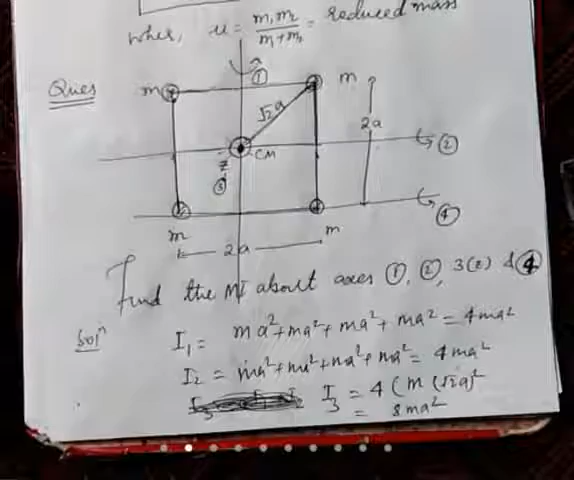 wher, u = m₁m₂/m₁+m₂ = reduced mass
Ques
m ① m
√2a 2a
CM ②
Z
③
④
m m
2a
Find the MI about axes ①, ②, 3(z) & ④
Solⁿ I₁ = ma² + ma² + ma² + ma² = 4ma²
I₂ = ma² + ma² + ma² + ma² = 4ma²
I₃ = 4(m(√2a)²
= 8ma²